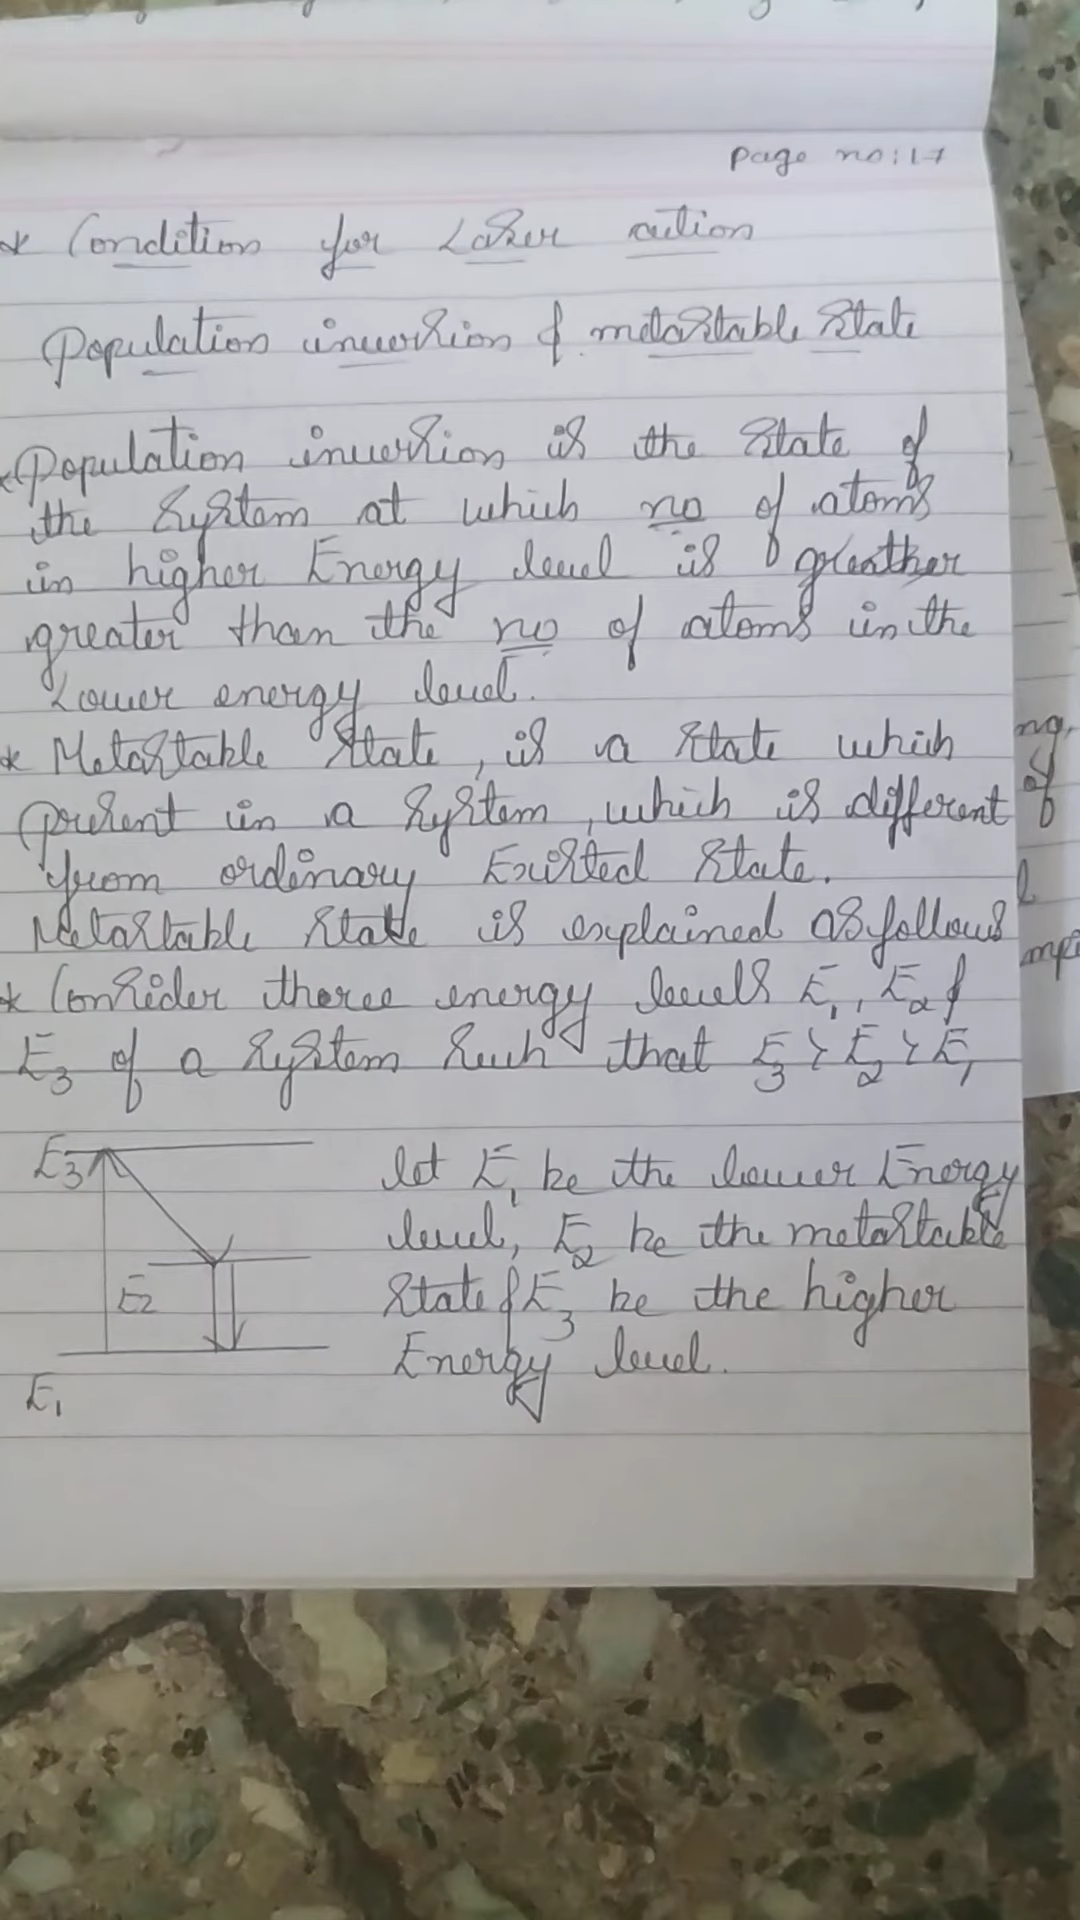 Page no: 17
* Condition for Laser action
Population inversion & metastable state
*Population inversion is the state of
the system at which no of atoms
in higher Energy level is greather
greater than the no of atoms in the
Lower energy level.
* Metastable state, is a state which
present in a system, which is different
from ordinary Existed state.
Metastable state is explained as follows
* Consider there energy levels E1, E2 &
E3 of a system such that E3 > E2 > E1
E3
E2
E1
let E1 be the lower Energy
level, E2 be the metastable
state & E3 be the higher
Energy level.
ng,
of
l